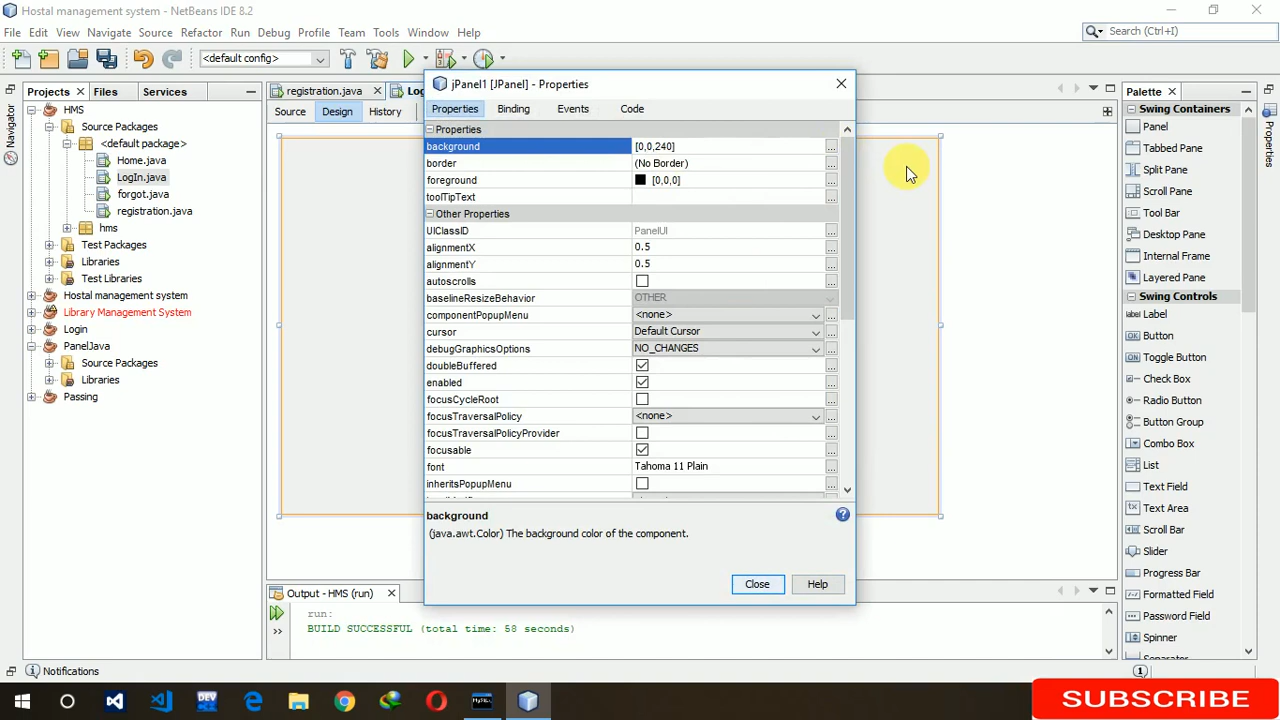 Hostal management system - NetBeans IDE 8.2
File Edit View Navigate Source Refactor Run Debug Profile Team Tools Window Help
Search (Ctrl+I)
<default config>
Projects Files Services
registration.java
Log
jPanel1 [JPanel] - Properties
Palette
Navigator
Properties
HMS
Source Packages
<default package>
Home.java
LogIn.java
forgot.java
registration.java
hms
Test Packages
Libraries
Test Libraries
Hostal management system
Library Management System
Login
PanelJava
Source Packages
Libraries
Passing
Source Design History
Properties Binding Events Code
Properties
background [0,0,240]
border (No Border)
foreground [0,0,0]
toolTipText
Other Properties
UIClassID PanelUI
alignmentX 0.5
alignmentY 0.5
autoscrolls
baselineResizeBehavior OTHER
componentPopupMenu <none>
cursor Default Cursor
debugGraphicsOptions NO_CHANGES
doubleBuffered
enabled
focusCycleRoot
focusTraversalPolicy <none>
focusTraversalPolicyProvider
focusable
font Tahoma 11 Plain
inheritsPopupMenu
background
(java.awt.Color) The background color of the component.
Close Help
Swing Containers
Panel
Tabbed Pane
Split Pane
Scroll Pane
Tool Bar
Desktop Pane
Internal Frame
Layered Pane
Swing Controls
Label
Button
Toggle Button
Check Box
Radio Button
Button Group
Combo Box
List
Text Field
Text Area
Scroll Bar
Slider
Progress Bar
Formatted Field
Password Field
Spinner
Separator
Output - HMS (run)
run:
BUILD SUCCESSFUL (total time: 58 seconds)
Notifications
1
DEV
SUBSCRIBE